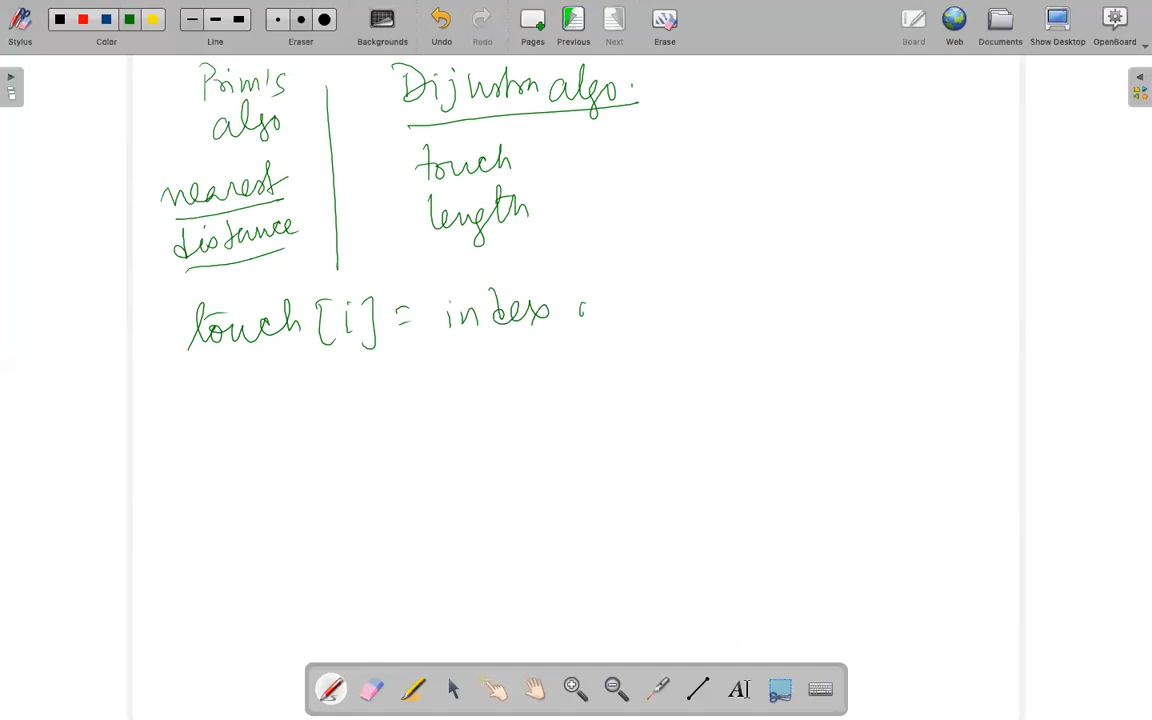 Stylus Color Line Eraser Backgrounds Undo Redo Pages Previous Next Erase Board Web Documents Show Desktop OpenBoard
Prim's
algo
nearest
distance
Dijustra algo.
touch
length
touch [i] = index